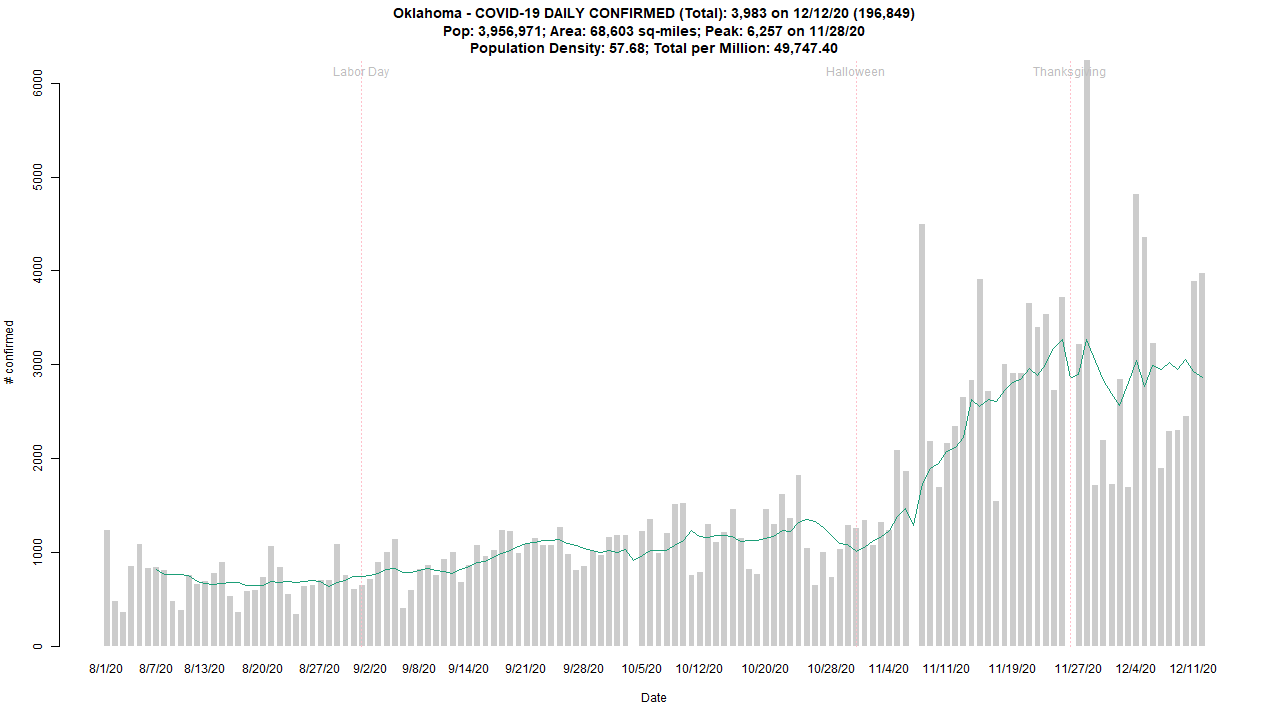 Oklahoma - COVID-19 DAILY CONFIRMED (Total): 3,983 on 12/12/20 (196,849)
Pop: 3,956,971; Area: 68,603 sq-miles; Peak: 6,257 on 11/28/20
Population Density: 57.68; Total per Million: 49,747.40
Labor Day
Halloween
Thanksgiving
6000
5000
4000
3000
2000
1000
0
# confirmed
8/1/20 8/7/20 8/13/20 8/20/20 8/27/20 9/2/20 9/8/20 9/14/20 9/21/20 9/28/20 10/5/20 10/12/20 10/20/20 10/28/20 11/4/20 11/11/20 11/19/20 11/27/20 12/4/20 12/11/20
Date